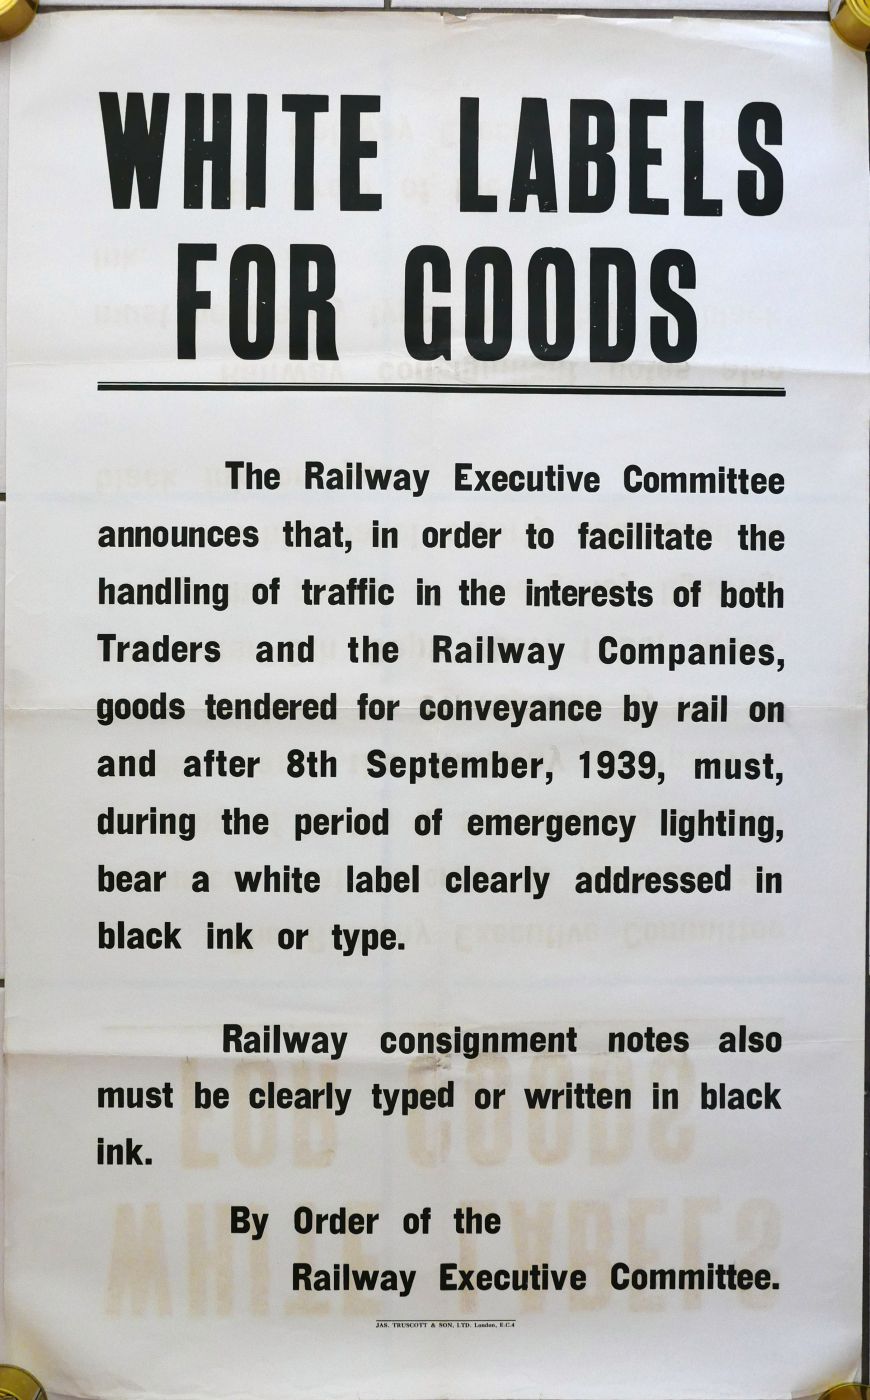 WHITE LABELS
FOR GOODS
The Railway Executive Committee
announces that, in order to facilitate the
handling of traffic in the interests of both
Traders and the Railway Companies,
goods tendered for conveyance by rail on
and after 8th September, 1939, must,
during the period of emergency lighting,
bear a white label clearly addressed in
black ink or type.
Railway consignment notes also
must be clearly typed or written in black
ink.
By Order of the
Railway Executive Committee.
JAS. TRUSCOTT & SON, LTD. London, E.C.4